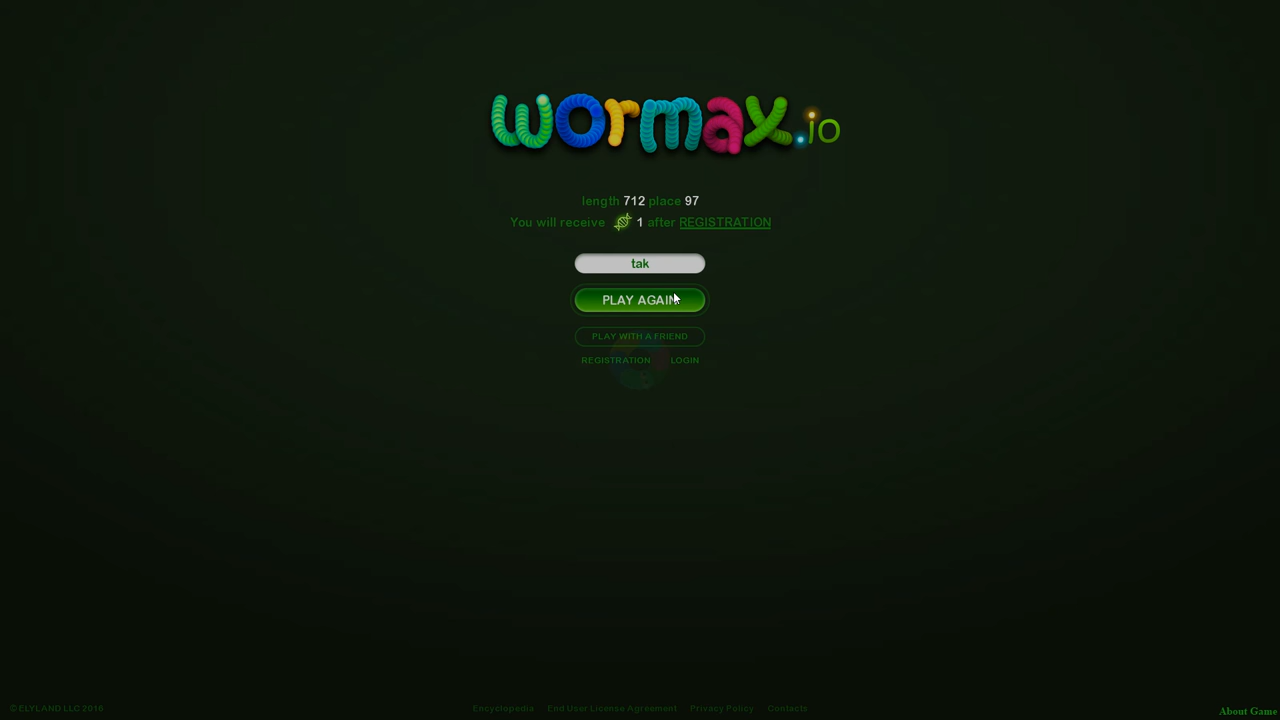 wormax.io
length 712 place 97
You will receive 1 after REGISTRATION
tak
PLAY AGAIN
PLAY WITH A FRIEND
REGISTRATION LOGIN
© ELYLAND LLC 2016 Encyclopedia End User License Agreement Privacy Policy Contacts About Game